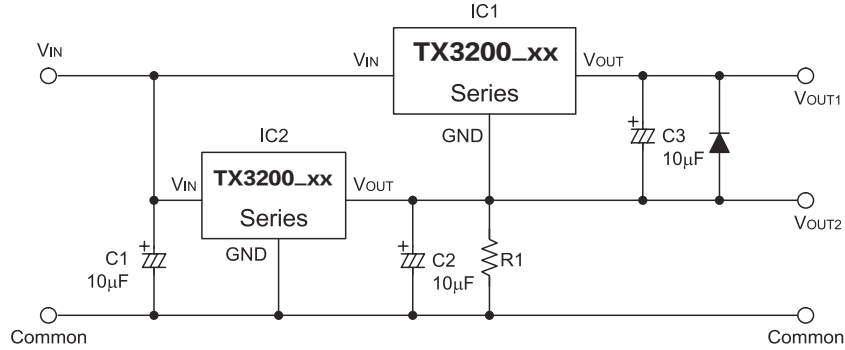 IC1
VIN
VIN
TX3200_xx
VOUT
Series
VOUT1
GND
C3
10μF
IC2
VIN
TX3200_xx
VOUT
Series
VOUT2
GND
C1
10μF
C2
10μF
R1
Common
Common